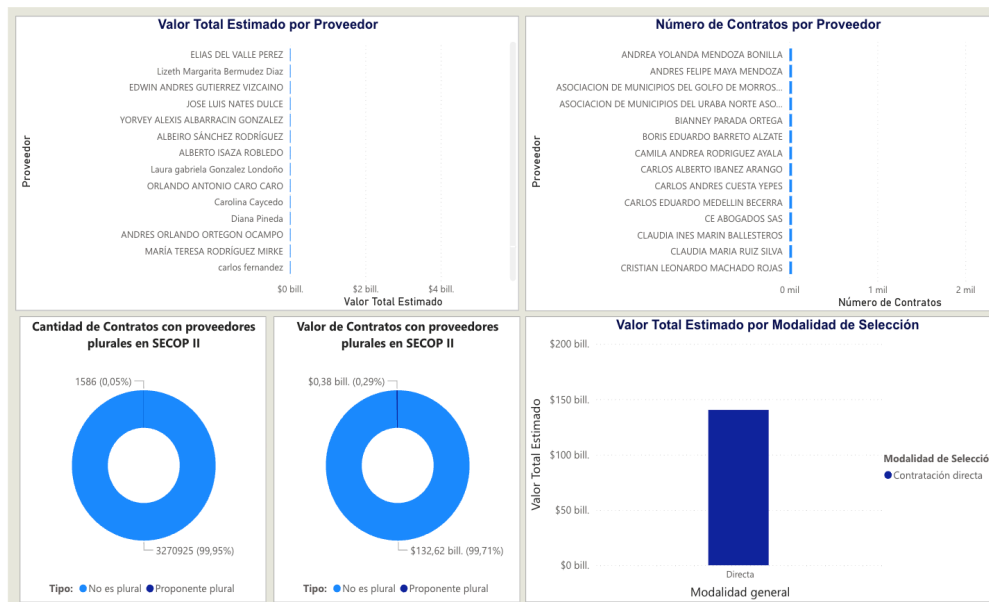 Valor Total Estimado por Proveedor
Proveedor
ELIAS DEL VALLE PEREZ
Lizeth Margarita Bermudez Diaz
EDWIN ANDRES GUTIERREZ VIZCAINO
JOSE LUIS NATES DULCE
YORVEY ALEXIS ALBARRACIN GONZALEZ
ALBEIRO SÁNCHEZ RODRÍGUEZ
ALBERTO ISAZA ROBLEDO
Laura gabriela Gonzalez Londoño
ORLANDO ANTONIO CARO CARO
Carolina Caycedo
Diana Pineda
ANDRES ORLANDO ORTEGON OCAMPO
MARÍA TERESA RODRÍGUEZ MIRKE
carlos fernandez
$0 bill. $2 bill. $4 bill.
Valor Total Estimado
Número de Contratos por Proveedor
Proveedor
ANDREA YOLANDA MENDOZA BONILLA
ANDRES FELIPE MAYA MENDOZA
ASOCIACION DE MUNICIPIOS DEL GOLFO DE MORROS...
ASOCIACION DE MUNICIPIOS DEL URABA NORTE ASO...
BIANNEY PARADA ORTEGA
BORIS EDUARDO BARRETO ALZATE
CAMILA ANDREA RODRIGUEZ AYALA
CARLOS ALBERTO IBANEZ ARANGO
CARLOS ANDRES CUESTA YEPES
CARLOS EDUARDO MEDELLIN BECERRA
CE ABOGADOS SAS
CLAUDIA INES MARIN BALLESTEROS
CLAUDIA MARIA RUIZ SILVA
CRISTIAN LEONARDO MACHADO ROJAS
0 mil 1 mil 2 mil
Número de Contratos
Cantidad de Contratos con proveedores
plurales en SECOP II
1586 (0,05%)
3270925 (99,95%)
Tipo: No es plural Proponente plural
Valor de Contratos con proveedores
plurales en SECOP II
$0,38 bill. (0,29%)
$132,62 bill. (99,71%)
Tipo: No es plural Proponente plural
Valor Total Estimado por Modalidad de Selección
Valor Total Estimado
$200 bill.
$150 bill.
$100 bill.
$50 bill.
$0 bill.
Directa
Modalidad general
Modalidad de Selecció
Contratación directa